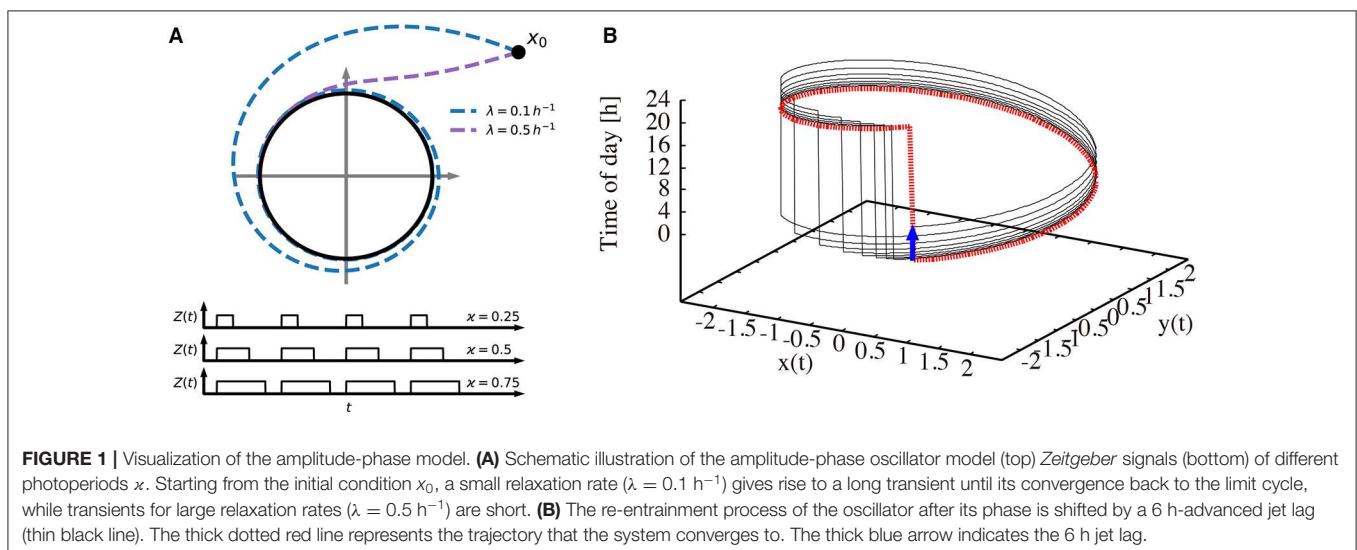 A
x₀
λ = 0.1 h⁻¹
λ = 0.5 h⁻¹
Z(t)
ϰ = 0.25
Z(t)
ϰ = 0.5
Z(t)
ϰ = 0.75
t
B
Time of day [h]
24
20
16
12
8
4
0
-2
-1.5
-1
-0.5
0
0.5
1
1.5
2
x(t)
-2
-1.5
-1
-0.5
0
0.5
1
1.5
2
y(t)
FIGURE 1 | Visualization of the amplitude-phase model. (A) Schematic illustration of the amplitude-phase oscillator model (top) Zeitgeber signals (bottom) of different
photoperiods ϰ. Starting from the initial condition x₀, a small relaxation rate (λ = 0.1 h⁻¹) gives rise to a long transient until its convergence back to the limit cycle,
while transients for large relaxation rates (λ = 0.5 h⁻¹) are short. (B) The re-entrainment process of the oscillator after its phase is shifted by a 6 h-advanced jet lag
(thin black line). The thick dotted red line represents the trajectory that the system converges to. The thick blue arrow indicates the 6 h jet lag.